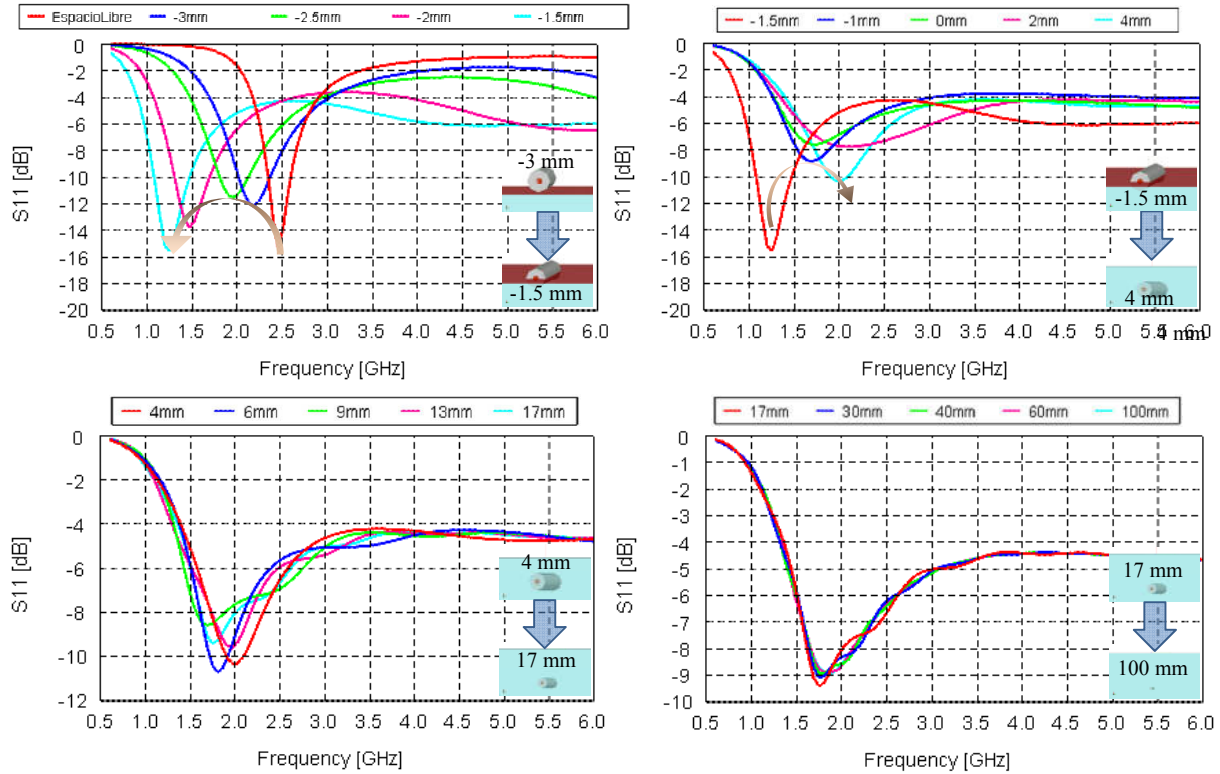 EspacioLibre -3mm -2.5mm -2mm -1.5mm
0
-2
-4
-6
-8
-10
-12
-14
-16
-18
-20
S11 [dB]
-3 mm
-1.5 mm
0.5 1.0 1.5 2.0 2.5 3.0 3.5 4.0 4.5 5.0 5.5 6.0
Frequency [GHz]
-1.5mm -1mm 0mm 2mm 4mm
0
-2
-4
-6
-8
-10
-12
-14
-16
-18
-20
S11 [dB]
-1.5 mm
4 mm
0.5 1.0 1.5 2.0 2.5 3.0 3.5 4.0 4.5 5.0 5.5 6.0
4 mm
Frequency [GHz]
4mm 6mm 9mm 13mm 17mm
0
-2
-4
-6
-8
-10
-12
S11 [dB]
4 mm
17 mm
0.5 1.0 1.5 2.0 2.5 3.0 3.5 4.0 4.5 5.0 5.5 6.0
Frequency [GHz]
17mm 30mm 40mm 60mm 100mm
0
-1
-2
-3
-4
-5
-6
-7
-8
-9
-10
S11 [dB]
17 mm
100 mm
0.5 1.0 1.5 2.0 2.5 3.0 3.5 4.0 4.5 5.0 5.5 6.0
Frequency [GHz]